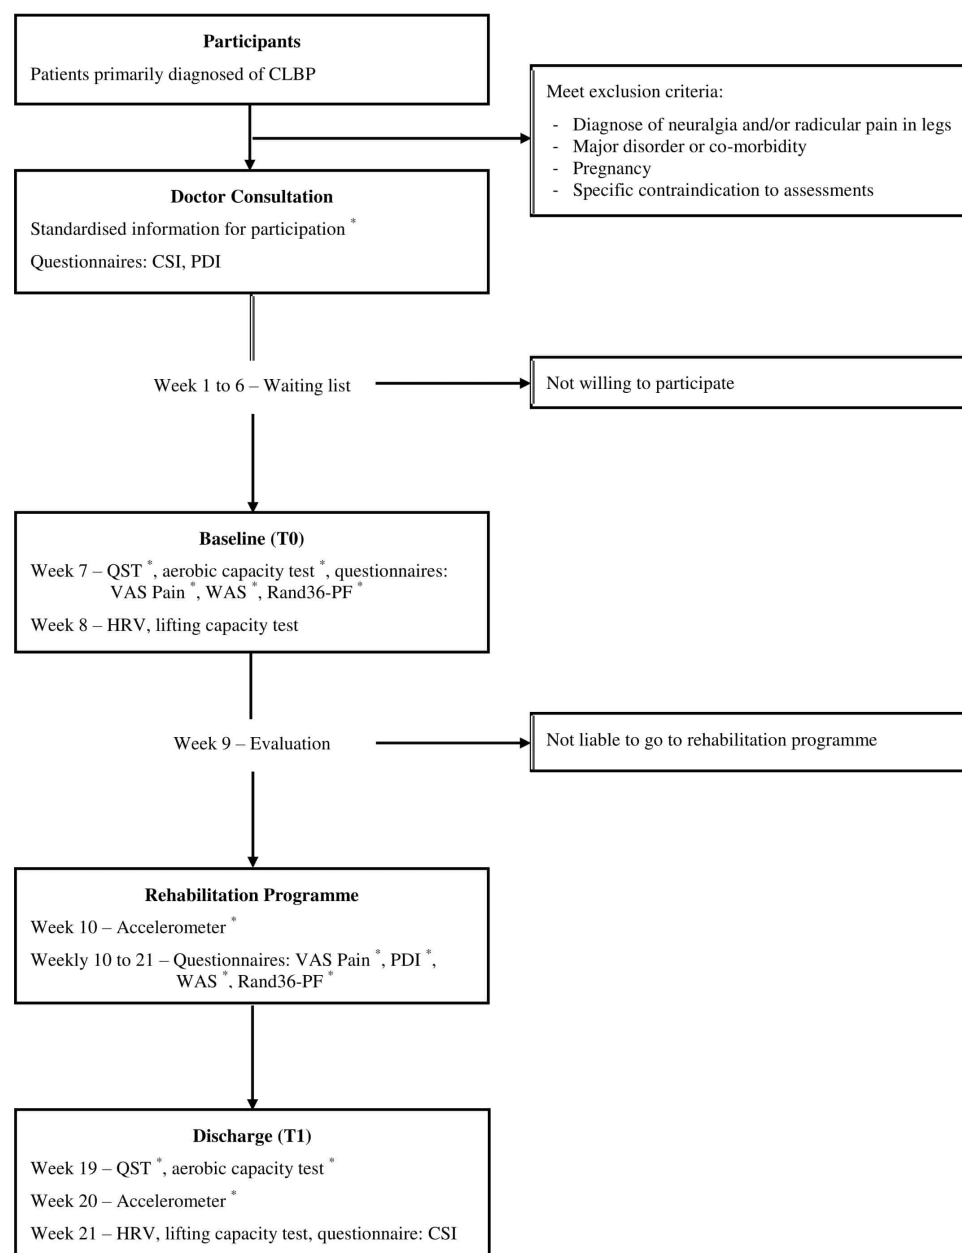 Participants
Patients primarily diagnosed of CLBP
Meet exclusion criteria:
- Diagnose of neuralgia and/or radicular pain in legs
- Major disorder or co-morbidity
- Pregnancy
- Specific contraindication to assessments
Doctor Consultation
Standardised information for participation *
Questionnaires: CSI, PDI
Week 1 to 6 – Waiting list
Not willing to participate
Baseline (T0)
Week 7 – QST *, aerobic capacity test *, questionnaires:
VAS Pain *, WAS *, Rand36-PF *
Week 8 – HRV, lifting capacity test
Week 9 – Evaluation
Not liable to go to rehabilitation programme
Rehabilitation Programme
Week 10 – Accelerometer *
Weekly 10 to 21 – Questionnaires: VAS Pain *, PDI *,
WAS *, Rand36-PF *
Discharge (T1)
Week 19 – QST *, aerobic capacity test *
Week 20 – Accelerometer *
Week 21 – HRV, lifting capacity test, questionnaire: CSI